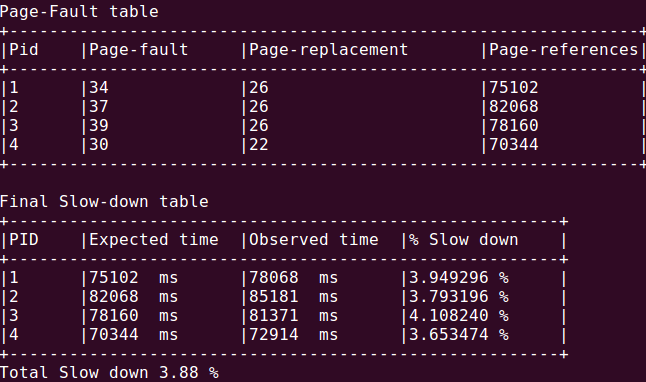 Page-Fault table
+---------------------------------------------------------------+
|Pid    |Page-fault     |Page-replacement       |Page-references|
+---------------------------------------------------------------+
|1      |34             |26                     |75102          |
|2      |37             |26                     |82068          |
|3      |39             |26                     |78160          |
|4      |30             |22                     |70344          |
+---------------------------------------------------------------+
Final Slow-down table
+-------------------------------------------------------+
|PID    |Expected time  |Observed time  |% Slow down    |
+-------------------------------------------------------+
|1      |75102  ms      |78068  ms      |3.949296 %     |
|2      |82068  ms      |85181  ms      |3.793196 %     |
|3      |78160  ms      |81371  ms      |4.108240 %     |
|4      |70344  ms      |72914  ms      |3.653474 %     |
+-------------------------------------------------------+
Total Slow down 3.88 %